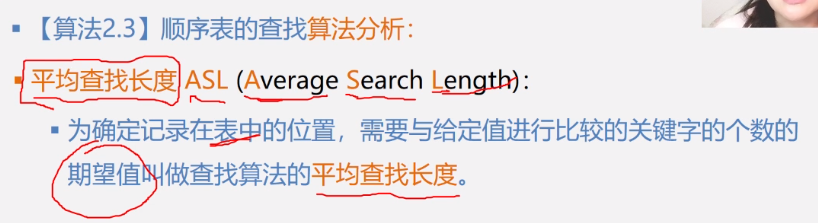 ▪ 【算法2.3】顺序表的查找算法分析：
▪ 平均查找长度 ASL (Average Search Length)：
▪ 为确定记录在表中的位置，需要与给定值进行比较的关键字的个数的
期望值叫做查找算法的平均查找长度。